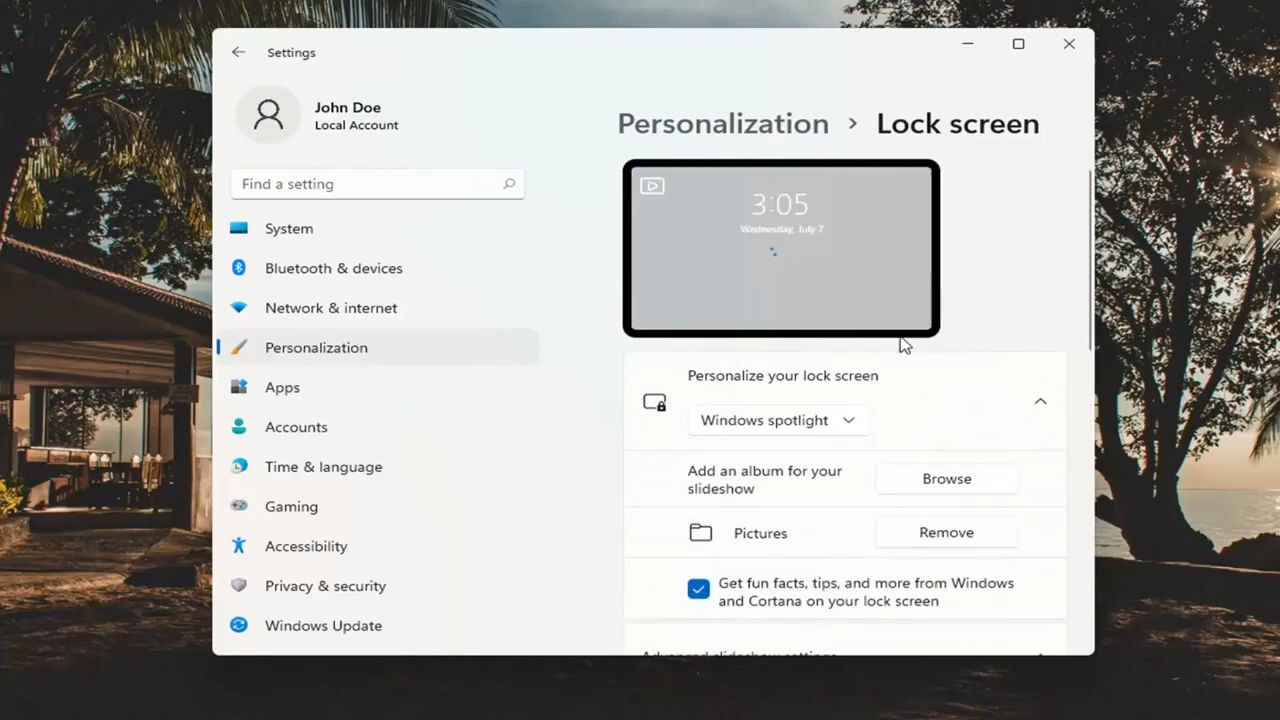 Settings
John Doe
Local Account
Find a setting
System
Bluetooth & devices
Network & internet
Personalization
Apps
Accounts
Time & language
Gaming
Accessibility
Privacy & security
Windows Update
Personalization > Lock screen
3:05
Wednesday, July 7
Personalize your lock screen
Windows spotlight
Add an album for your
slideshow
Browse
Pictures
Remove
Get fun facts, tips, and more from Windows
and Cortana on your lock screen
Advanced slideshow settings